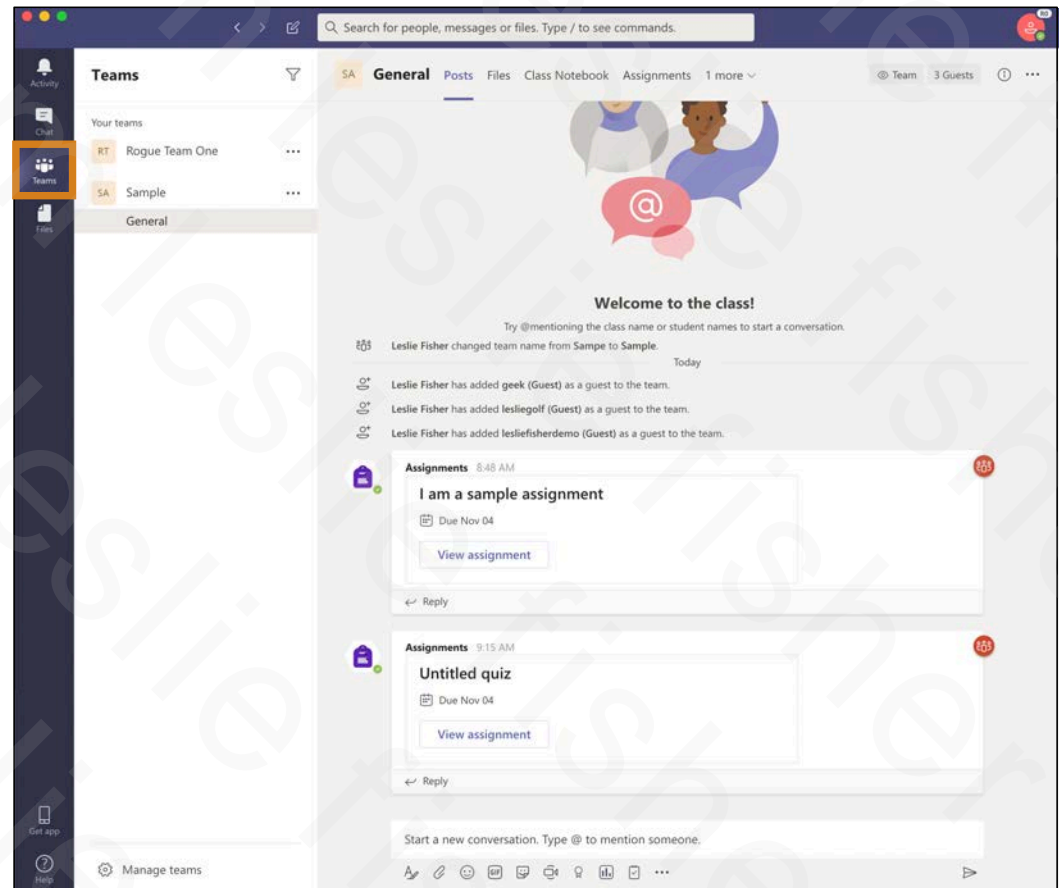 RO
Search for people, messages or files. Type / to see commands.
Activity
Chat
Teams
Files
Get app
Help
Teams
Your teams
RT Rogue Team One ...
SA Sample ...
General
Manage teams
SA General Posts Files Class Notebook Assignments 1 more Team 3 Guests ...
@
Welcome to the class!
Try @mentioning the class name or student names to start a conversation.
Leslie Fisher changed team name from Sampe to Sample.
Today
Leslie Fisher has added geek (Guest) as a guest to the team.
Leslie Fisher has added lesliegolf (Guest) as a guest to the team.
Leslie Fisher has added lesliefisherdemo (Guest) as a guest to the team.
Assignments 8:48 AM
I am a sample assignment
Due Nov 04
View assignment
Reply
Assignments 9:15 AM
Untitled quiz
Due Nov 04
View assignment
Reply
Start a new conversation. Type @ to mention someone.
GIF ...
leslie fisher